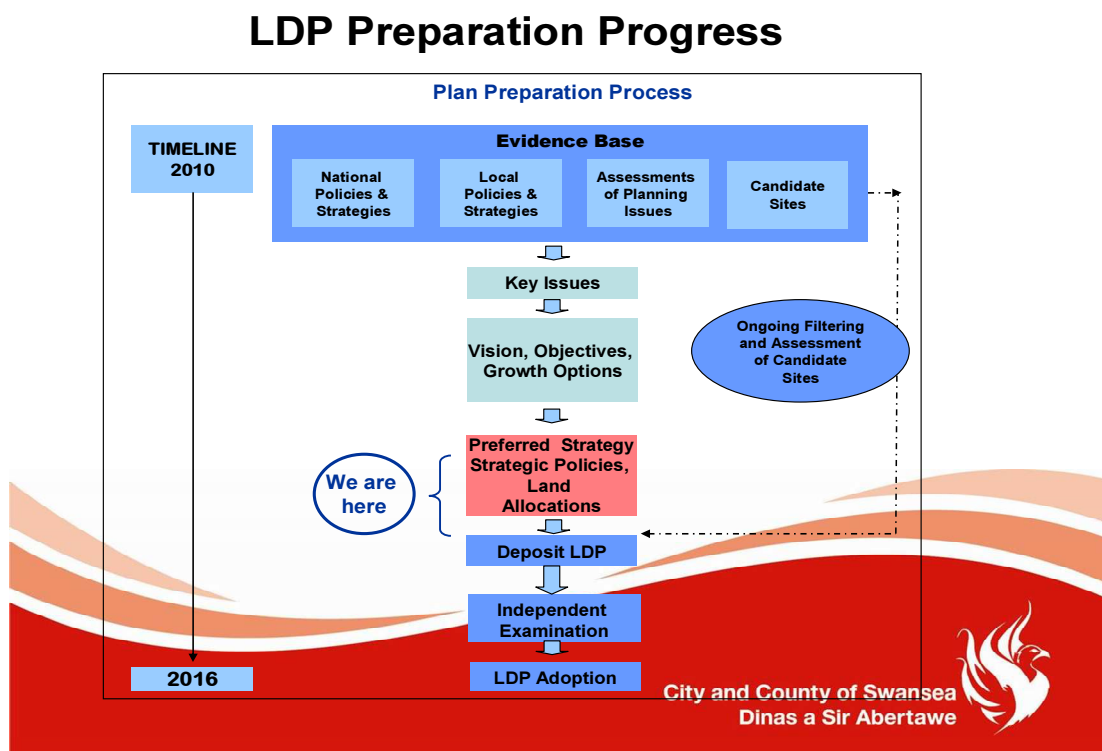 LDP Preparation Progress
Plan Preparation Process
TIMELINE
2010
Evidence Base
National
Policies &
Strategies
Local
Policies &
Strategies
Assessments
of Planning
Issues
Candidate
Sites
Key Issues
Ongoing Filtering
and Assessment
of Candidate
Sites
Vision, Objectives,
Growth Options
Preferred Strategy
Strategic Policies,
Land
Allocations
We are
here
Deposit LDP
Independent
Examination
2016
LDP Adoption
City and County of Swansea
Dinas a Sir Abertawe